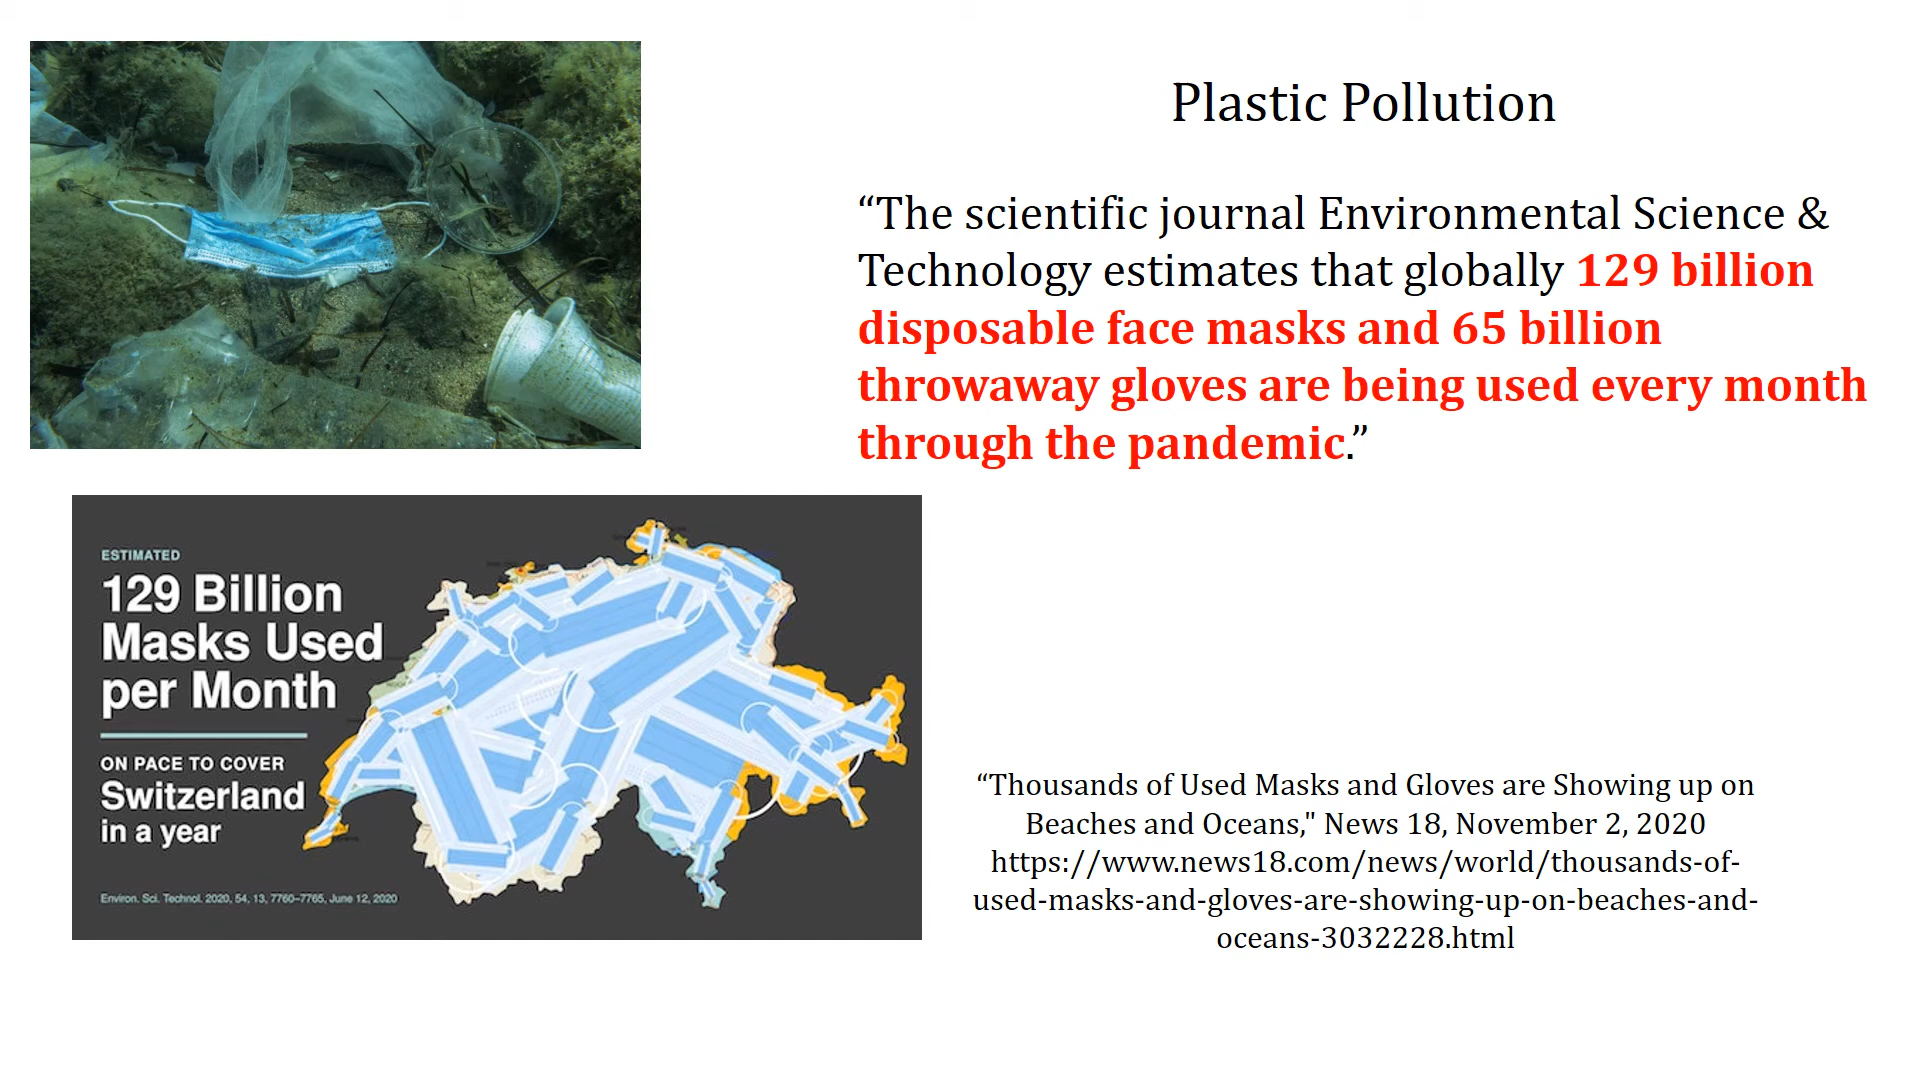 Plastic Pollution
“The scientific journal Environmental Science &
Technology estimates that globally 129 billion
disposable face masks and 65 billion
throwaway gloves are being used every month
through the pandemic.”
ESTIMATED
129 Billion
Masks Used
per Month
ON PACE TO COVER
Switzerland
in a year
Environ. Sci. Technol. 2020, 54, 13, 7760–7765, June 12, 2020
“Thousands of Used Masks and Gloves are Showing up on
Beaches and Oceans," News 18, November 2, 2020
https://www.news18.com/news/world/thousands-of-
used-masks-and-gloves-are-showing-up-on-beaches-and-
oceans-3032228.html